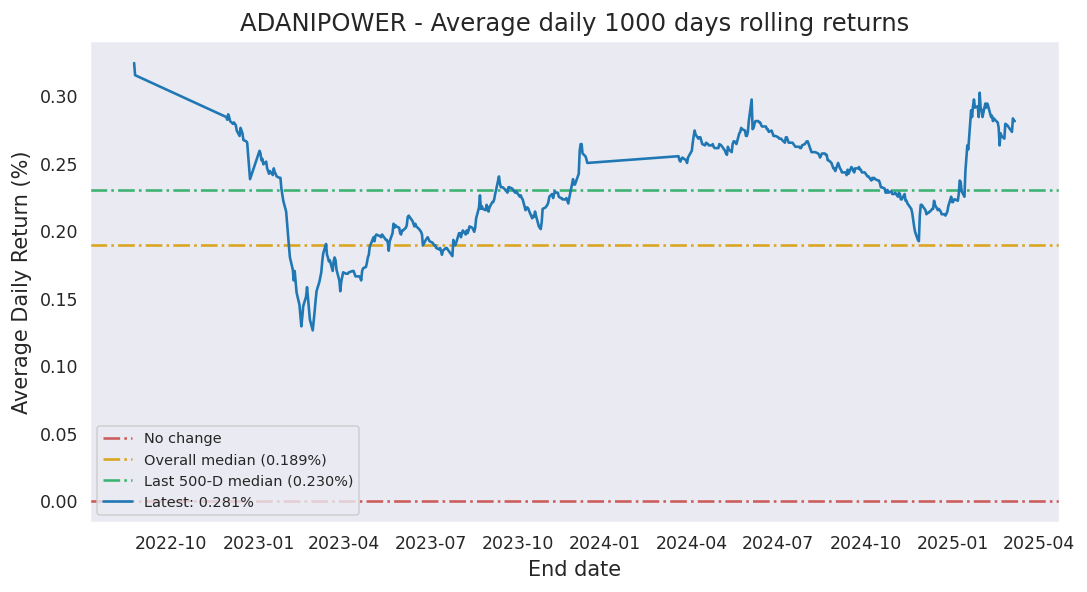 ADANIPOWER - Average daily 1000 days rolling returns
Average Daily Return (%)
0.30
0.25
0.20
0.15
0.10
0.05
0.00
No change
Overall median (0.189%)
Last 500-D median (0.230%)
Latest: 0.281%
2022-10 2023-01 2023-04 2023-07 2023-10 2024-01 2024-04 2024-07 2024-10 2025-01 2025-04
End date